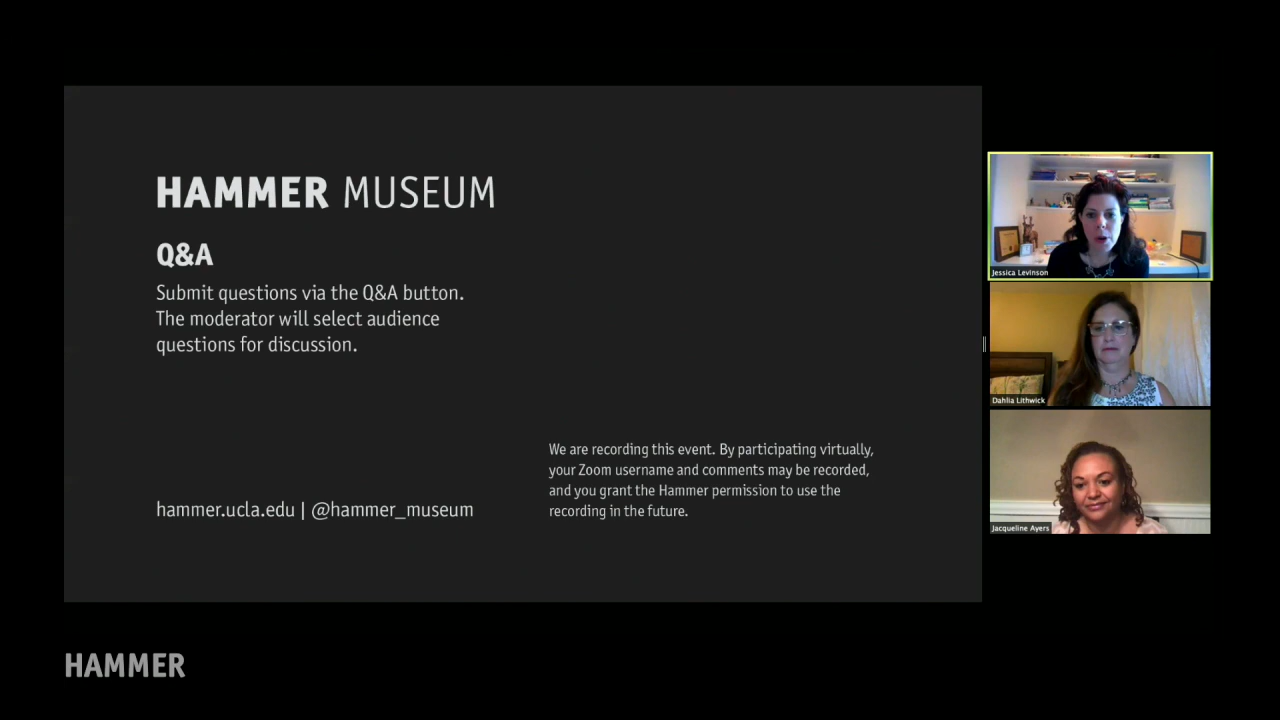 HAMMER MUSEUM
Q&A
Submit questions via the Q&A button.
The moderator will select audience
questions for discussion.
We are recording this event. By participating virtually,
your Zoom username and comments may be recorded,
and you grant the Hammer permission to use the
recording in the future.
hammer.ucla.edu | @hammer_museum
Jessica Levinson
Dahlia Lithwick
Jacqueline Ayers
HAMMER